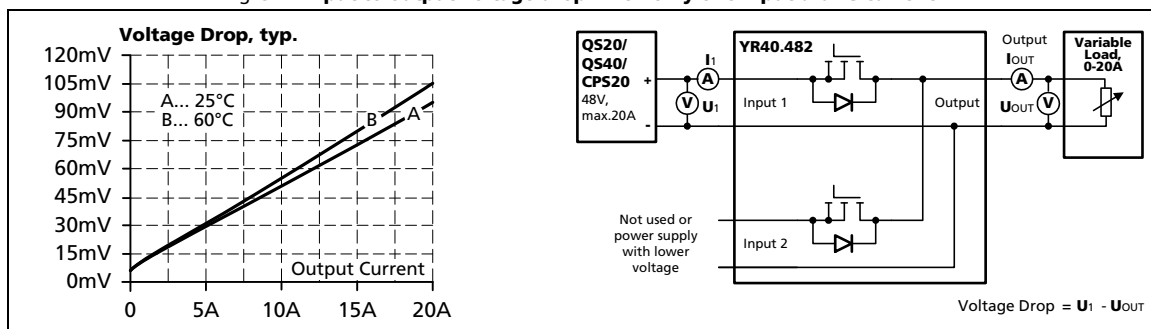 Voltage Drop, typ.
120mV
105mV
90mV
75mV
60mV
45mV
30mV
15mV
0mV
A... 25°C
B... 60°C
B
A
Output Current
0
5A
10A
15A
20A
QS20/
QS40/
CPS20
48V,
max.20A
+
-
I1
A
V
U1
YR40.482
Input 1
Output
Input 2
Not used or
power supply
with lower
voltage
Output
IOUT
A
UOUT
V
Variable
Load,
0-20A
Voltage Drop = U1 - UOUT